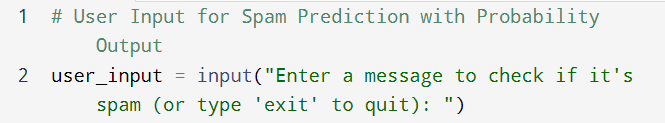 1 # User Input for Spam Prediction with Probability
Output
2 user_input = input("Enter a message to check if it's
spam (or type 'exit' to quit): ")